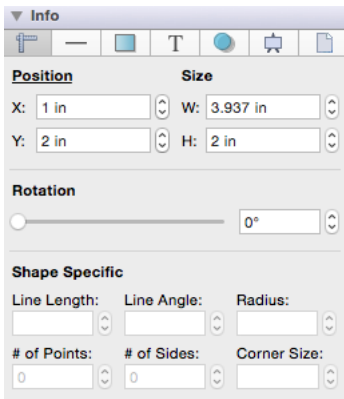 Info
T
Position Size
X: 1 in W: 3.937 in
Y: 2 in H: 2 in
Rotation
0°
Shape Specific
Line Length: Line Angle: Radius:
# of Points: # of Sides: Corner Size:
0 0